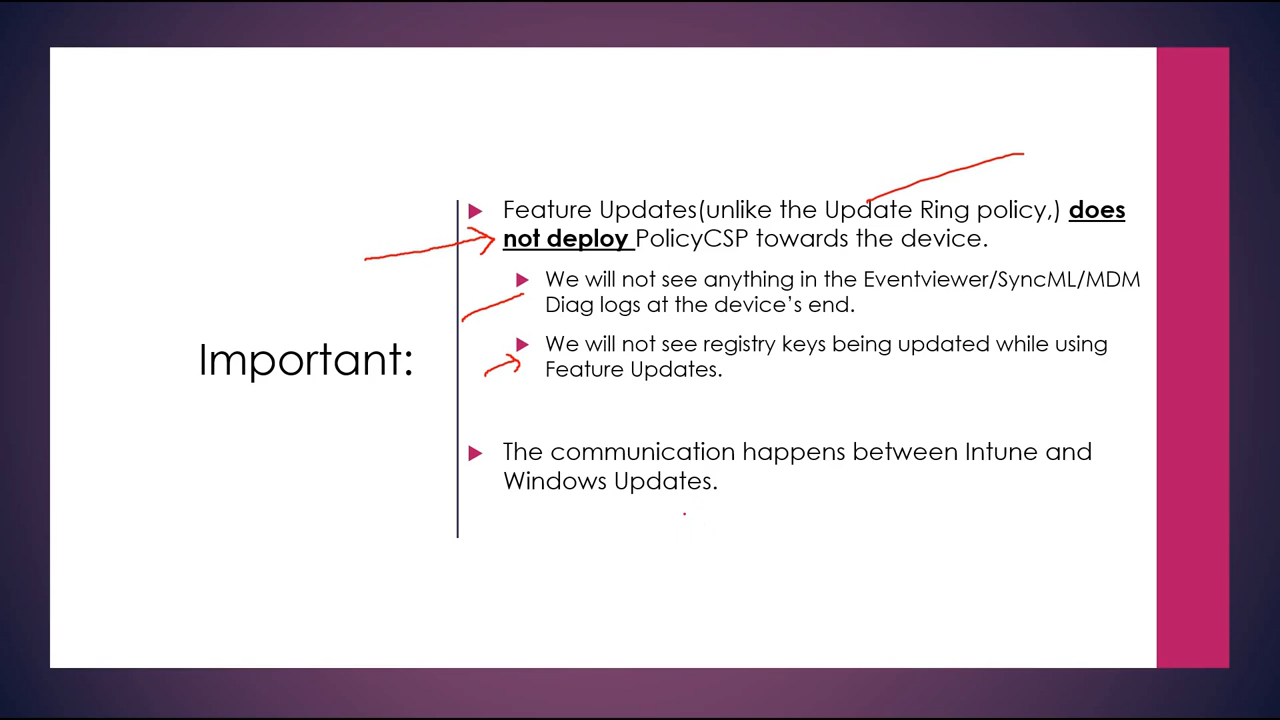 Important:
Feature Updates(unlike the Update Ring policy,) does
not deploy PolicyCSP towards the device.
We will not see anything in the Eventviewer/SyncML/MDM
Diag logs at the device's end.
We will not see registry keys being updated while using
Feature Updates.
The communication happens between Intune and
Windows Updates.